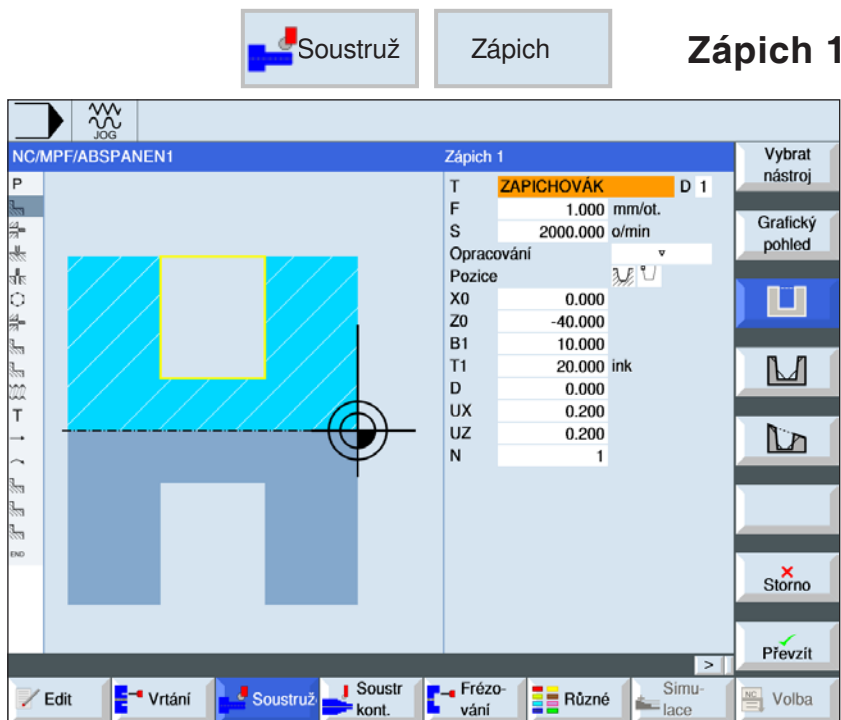 Soustruž
Zápich
Zápich 1
JOG
NC/MPF/ABSPANEN1
Zápich 1
P
T
END
T ZAPICHOVÁK D 1
F 1.000 mm/ot.
S 2000.000 o/min
Opracování ▿
Pozice
X0 0.000
Z0 -40.000
B1 10.000
T1 20.000 ink
D 0.000
UX 0.200
UZ 0.200
N 1
Vybrat
nástroj
Grafický
pohled
Storno
Převzít
>
Edit
Vrtání
Soustruž
Soustr
kont.
Frézo-
vání
Různé
Simu-
lace
NC
Volba